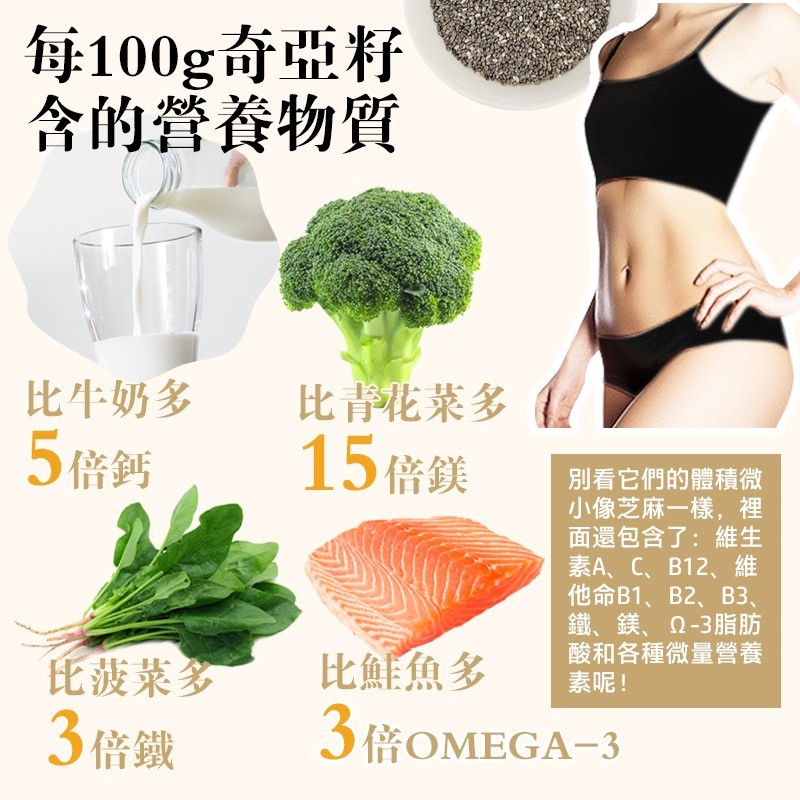 每100g奇亞籽
含的營養物質
比牛奶多
5倍鈣
比青花菜多
15倍鎂
比菠菜多
3倍鐵
比鮭魚多
3倍OMEGA-3
別看它們的體積微
小像芝麻一樣，裡
面還包含了：維生
素A、C、B12、維
他命B1、B2、B3、
鐵、鎂、Ω-3脂肪
酸和各種微量營養
素呢！